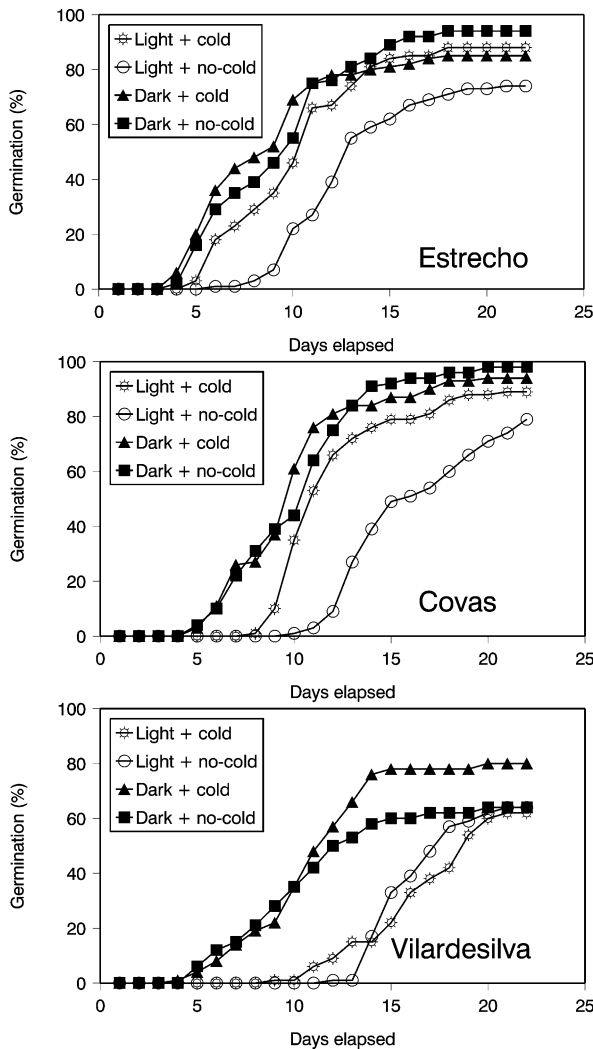 100
80
60
40
20
0
Germination (%)
Light + cold
Light + no-cold
Dark + cold
Dark + no-cold
Estrecho
0 5 10 15 20 25
Days elapsed
100
80
60
40
20
0
Germination (%)
Light + cold
Light + no-cold
Dark + cold
Dark + no-cold
Covas
0 5 10 15 20 25
Days elapsed
100
80
60
40
20
0
Germination (%)
Light + cold
Light + no-cold
Dark + cold
Dark + no-cold
Vilardesilva
0 5 10 15 20 25
Days elapsed